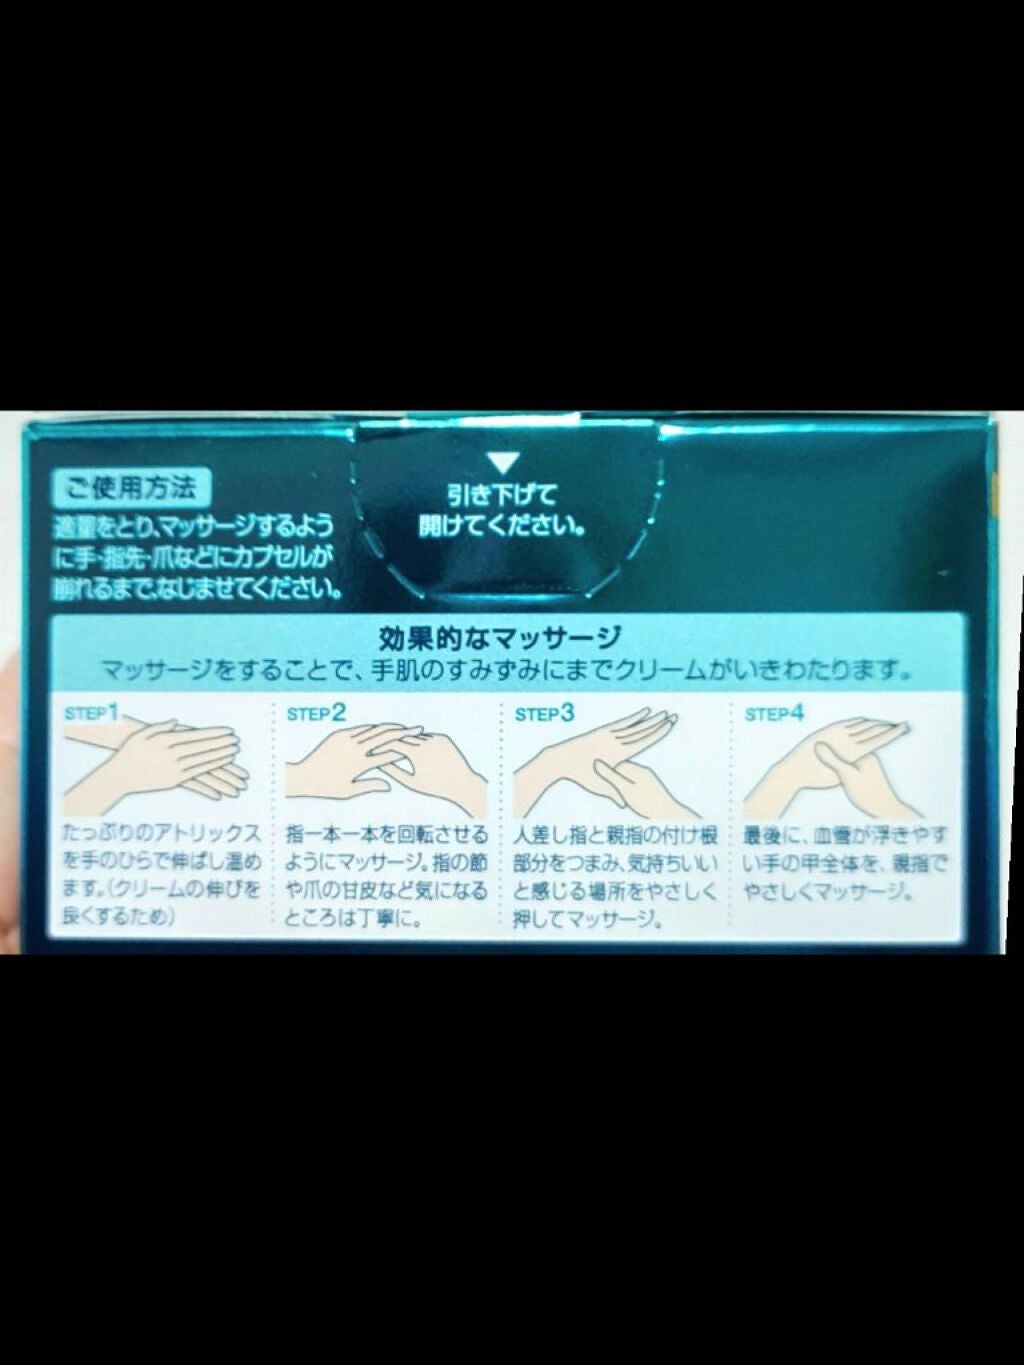 ご使用方法
適量をとり、マッサージするよう
に手・指先・爪などにカプセルが
崩れるまで、なじませてください。
引き下げて
開けてください。
効果的なマッサージ
マッサージをすることで、手肌のすみずみにまでクリームがいきわたります。
STEP1
たっぷりのアトリックス
を手のひらで伸ばし温め
ます。(クリームの伸びを
良くするため)
STEP2
指一本一本を回転させる
ようにマッサージ。指の節
や爪の甘皮など気になる
ところは丁寧に。
STEP3
人差し指と親指の付け根
部分をつまみ、気持ちいい
と感じる場所をやさしく
押してマッサージ。
STEP4
最後に、血管が浮きやす
い手の甲全体を、親指で
やさしくマッサージ。